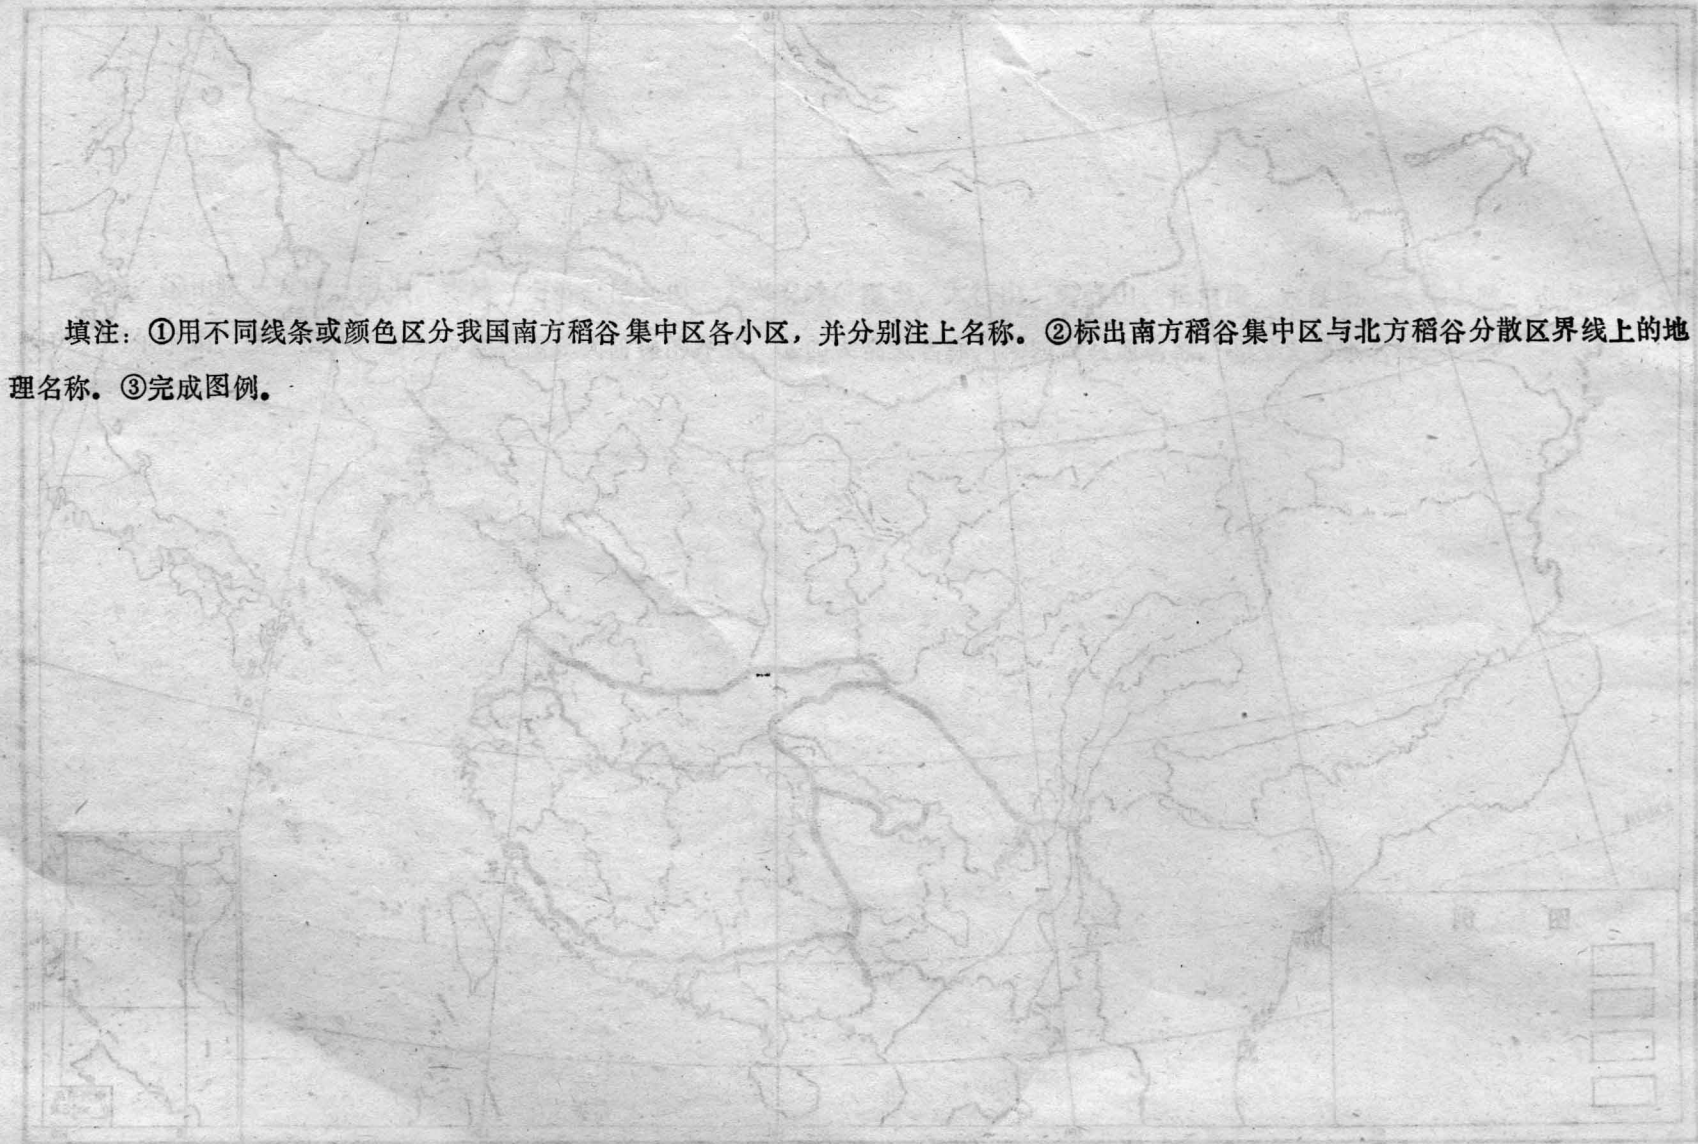 填注：①用不同线条或颜色区分我国南方稻谷集中区各小区，并分别注上名称。②标出南方稻谷集中区与北方稻谷分散区界线上的地
理名称。③完成图例。
图 例